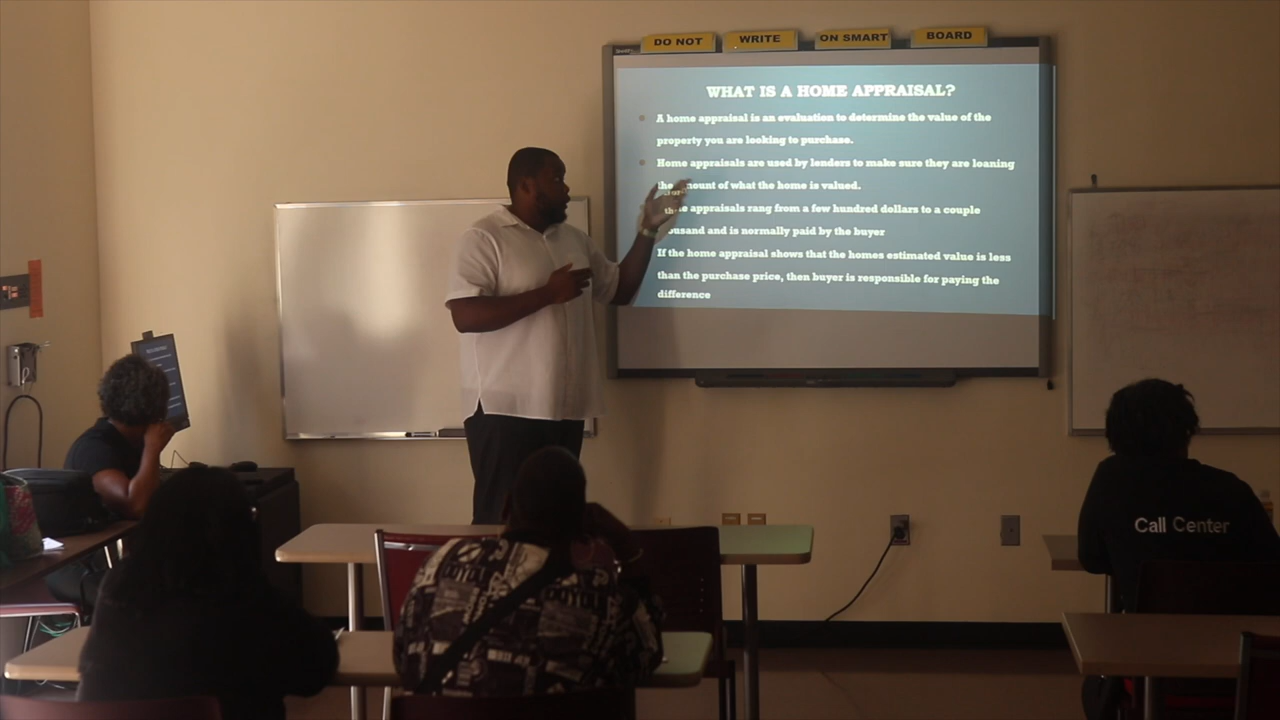 DO NOT WRITE ON SMART BOARD
WHAT IS A HOME APPRAISAL?
A home appraisal is an evaluation to determine the value of the
property you are looking to purchase.
Home appraisals are used by lenders to make sure they are loaning
the amount of what the home is valued.
appraisals rang from a few hundred dollars to a couple
and is normally paid by the buyer
If the home appraisal shows that the homes estimated value is less
than the purchase price, then buyer is responsible for paying the
difference
Call Center